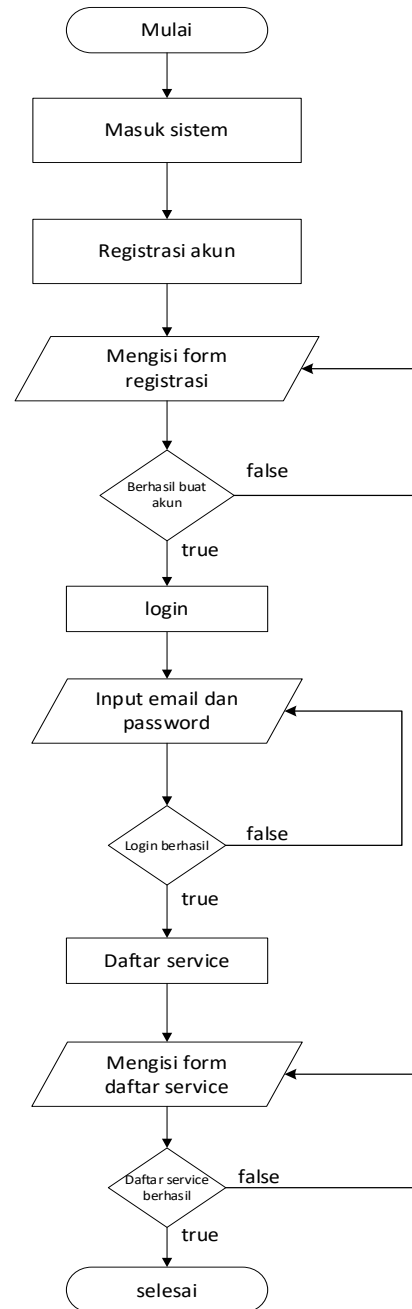 Mulai
Masuk sistem
Registrasi akun
Mengisi form
registrasi
Berhasil buat
akun
false
true
login
Input email dan
password
Login berhasil
false
true
Daftar service
Mengisi form
daftar service
Daftar service
berhasil
false
true
selesai